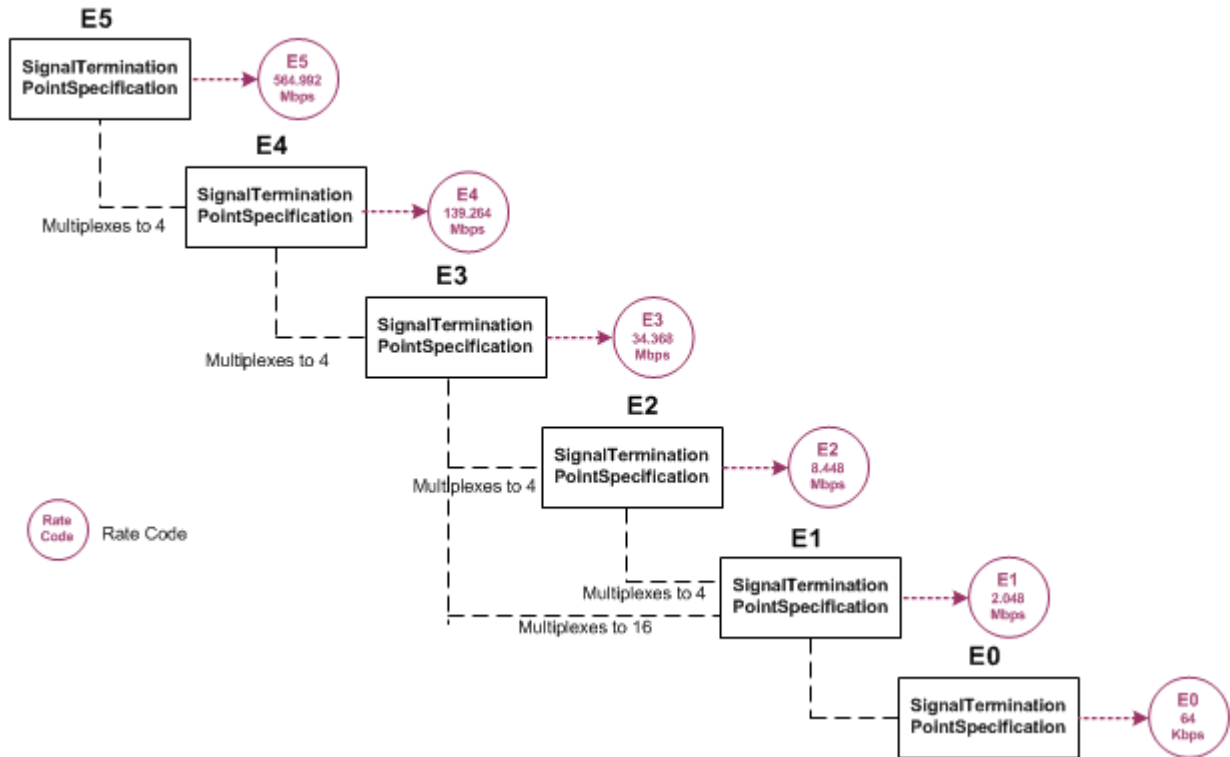 E5
SignalTermination
PointSpecification
E5
564.992
Mbps
E4
SignalTermination
PointSpecification
E4
139.264
Mbps
Multiplexes to 4
E3
SignalTermination
PointSpecification
E3
34.368
Mbps
Multiplexes to 4
E2
SignalTermination
PointSpecification
E2
8.448
Mbps
Multiplexes to 4
Rate
Code
Rate Code
E1
SignalTermination
PointSpecification
E1
2.048
Mbps
Multiplexes to 4
Multiplexes to 16
E0
SignalTermination
PointSpecification
E0
64
Kbps